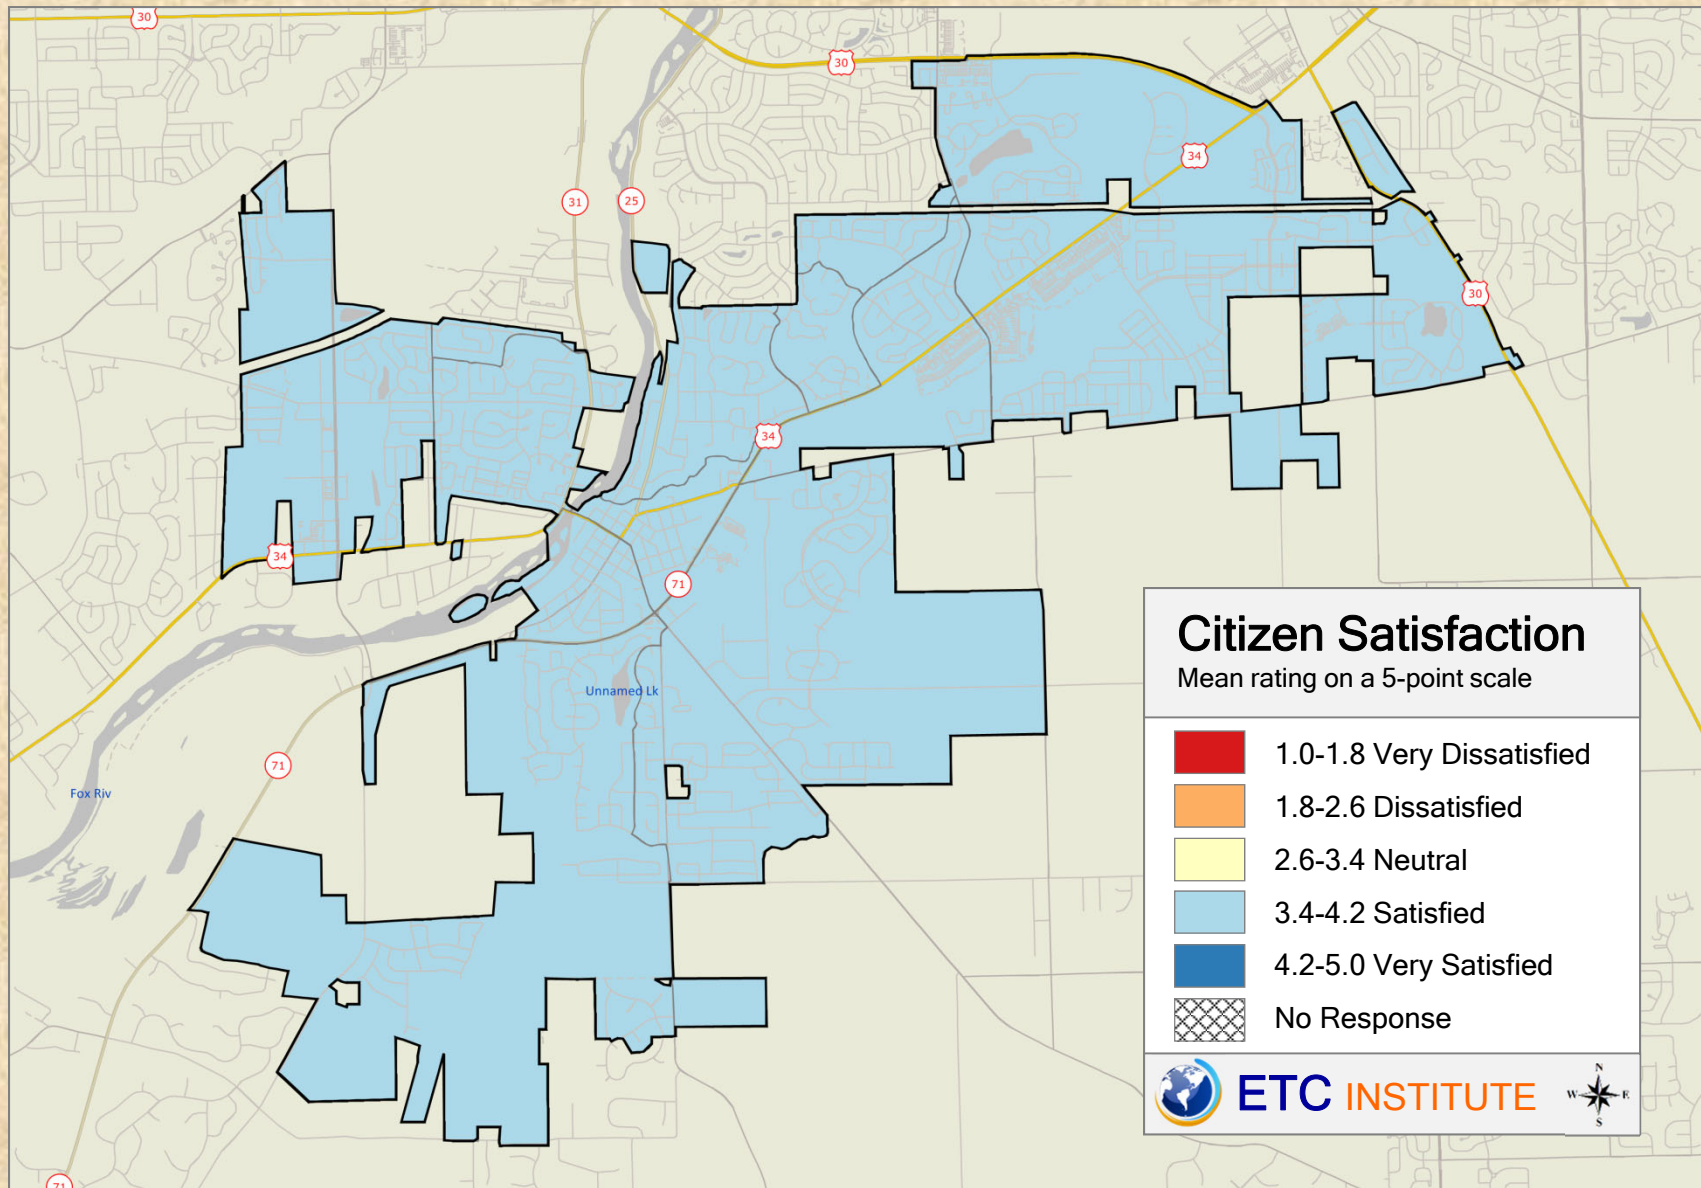 30
30
34
31
25
30
34
34
71
Unnamed Lk
71
Fox Riv
71
Citizen Satisfaction
Mean rating on a 5-point scale
1.0-1.8 Very Dissatisfied
1.8-2.6 Dissatisfied
2.6-3.4 Neutral
3.4-4.2 Satisfied
4.2-5.0 Very Satisfied
No Response
ETC INSTITUTE
N
W E
S